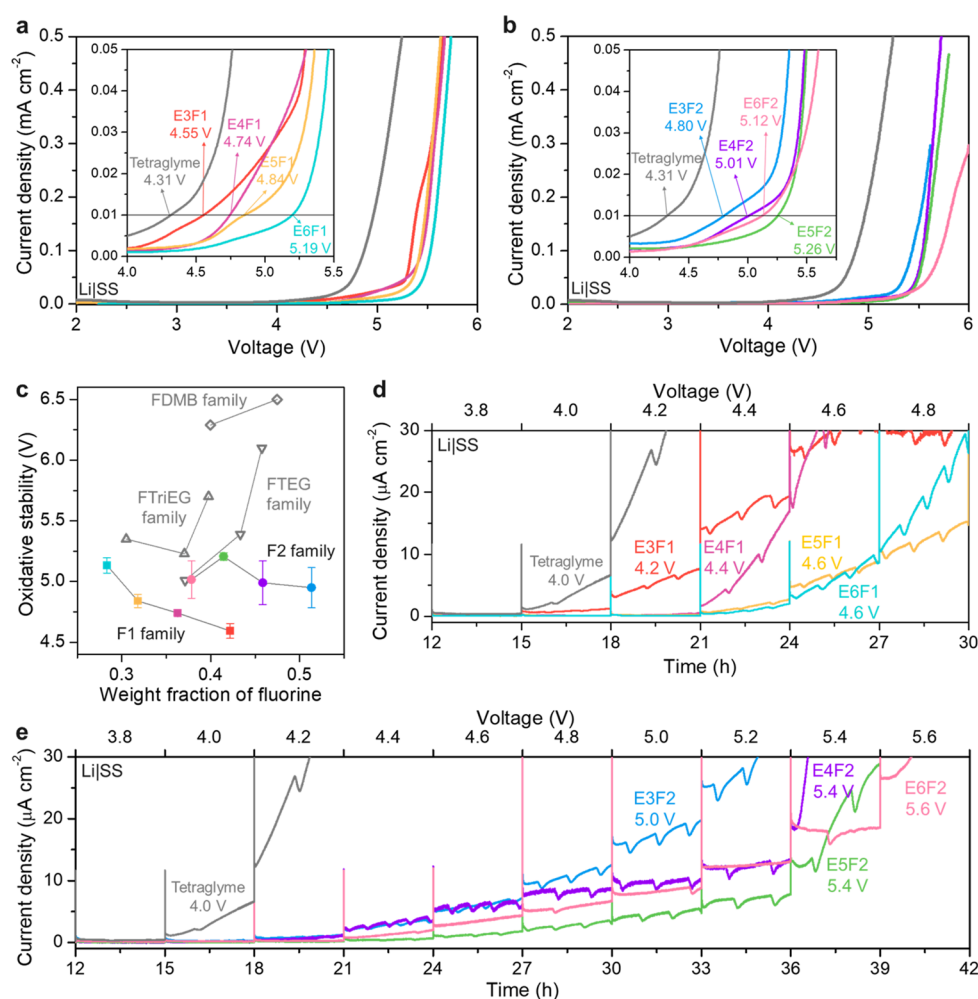 a
Current density (mA cm⁻²)
0.5
0.4
0.3
0.2
0.1
0.0
2 3 4 5 6
Voltage (V)
Li|SS
0.05
0.04
0.03
0.02
0.01
0.00
4.0 4.5 5.0 5.5
E3F1
4.55 V
E4F1
4.74 V
Tetraglyme
4.31 V
E5F1
4.84 V
E6F1
5.19 V
b
Current density (mA cm⁻²)
0.5
0.4
0.3
0.2
0.1
0.0
2 3 4 5 6
Voltage (V)
Li|SS
0.05
0.04
0.03
0.02
0.01
0.00
4.0 4.5 5.0 5.5
E3F2
4.80 V
E6F2
5.12 V
Tetraglyme
4.31 V
E4F2
5.01 V
E5F2
5.26 V
c
Oxidative stability (V)
6.5
6.0
5.5
5.0
4.5
0.3 0.4 0.5
Weight fraction of fluorine
FDMB family
FTriEG
family
FTEG
family
F2 family
F1 family
d
Voltage (V)
3.8 4.0 4.2 4.4 4.6 4.8
Current density (μA cm⁻²)
30
20
10
0
Li|SS
Tetraglyme
4.0 V
E3F1
4.2 V
E4F1
4.4 V
E5F1
4.6 V
E6F1
4.6 V
12 15 18 21 24 27 30
Time (h)
e
Voltage (V)
3.8 4.0 4.2 4.4 4.6 4.8 5.0 5.2 5.4 5.6
Current density (μA cm⁻²)
30
20
10
0
Li|SS
Tetraglyme
4.0 V
E3F2
5.0 V
E4F2
5.4 V
E6F2
5.6 V
E5F2
5.4 V
12 15 18 21 24 27 30 33 36 39 42
Time (h)